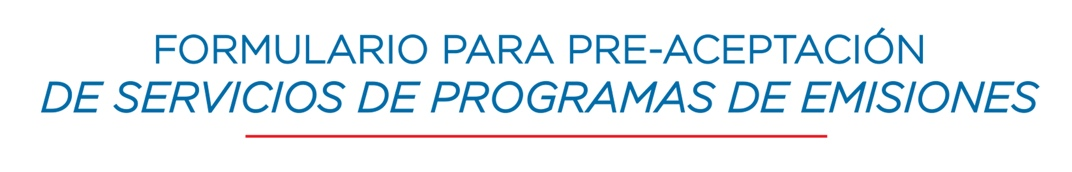 FORMULARIO PARA PRE-ACEPTACIÓN
DE SERVICIOS DE PROGRAMAS DE EMISIONES